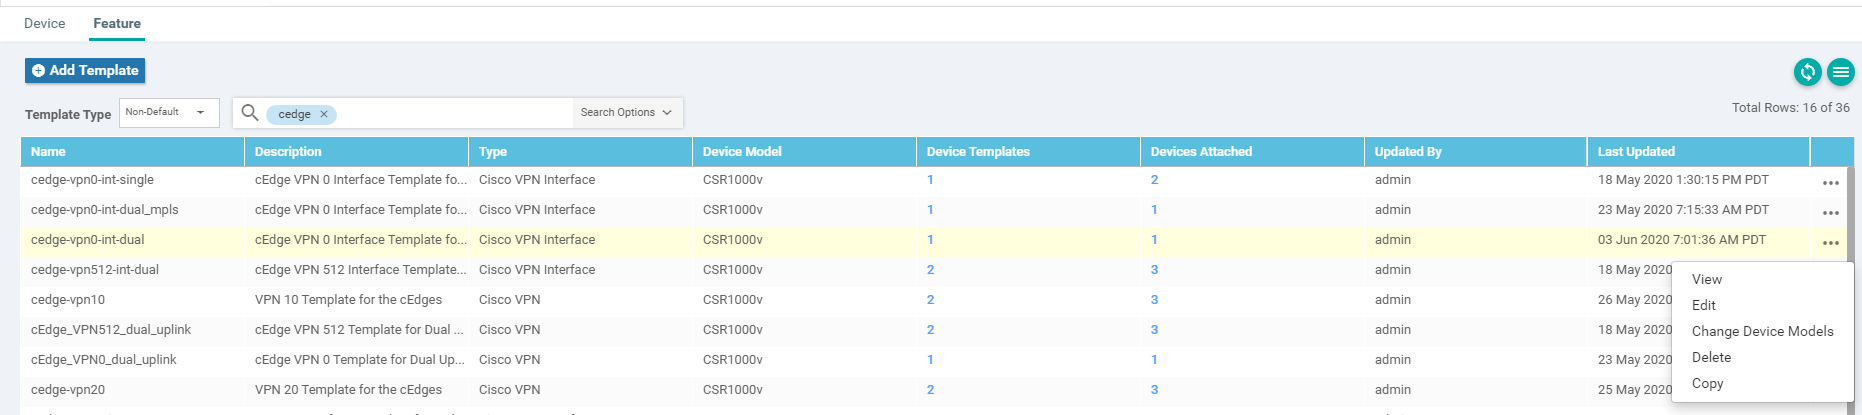 Device Feature
Add Template
Template Type Non-Default cedge × Search Options Total Rows: 16 of 36
Name Description Type Device Model Device Templates Devices Attached Updated By Last Updated
cedge-vpn0-int-single cEdge VPN 0 Interface Template fo... Cisco VPN Interface CSR1000v 1 2 admin 18 May 2020 1:30:15 PM PDT ...
cedge-vpn0-int-dual_mpls cEdge VPN 0 Interface Template fo... Cisco VPN Interface CSR1000v 1 1 admin 23 May 2020 7:15:33 AM PDT ...
cedge-vpn0-int-dual cEdge VPN 0 Interface Template fo... Cisco VPN Interface CSR1000v 1 1 admin 03 Jun 2020 7:01:36 AM PDT ...
cedge-vpn512-int-dual cEdge VPN 512 Interface Template... Cisco VPN Interface CSR1000v 2 3 admin 18 May 2020
cedge-vpn10 VPN 10 Template for the cEdges Cisco VPN CSR1000v 2 3 admin 26 May 2020
cEdge_VPN512_dual_uplink cEdge VPN 512 Template for Dual ... Cisco VPN CSR1000v 2 3 admin 18 May 2020
cEdge_VPN0_dual_uplink cEdge VPN 0 Template for Dual Up... Cisco VPN CSR1000v 1 1 admin 23 May 2020
cedge-vpn20 VPN 20 Template for the cEdges Cisco VPN CSR1000v 2 3 admin 25 May 2020
View
Edit
Change Device Models
Delete
Copy